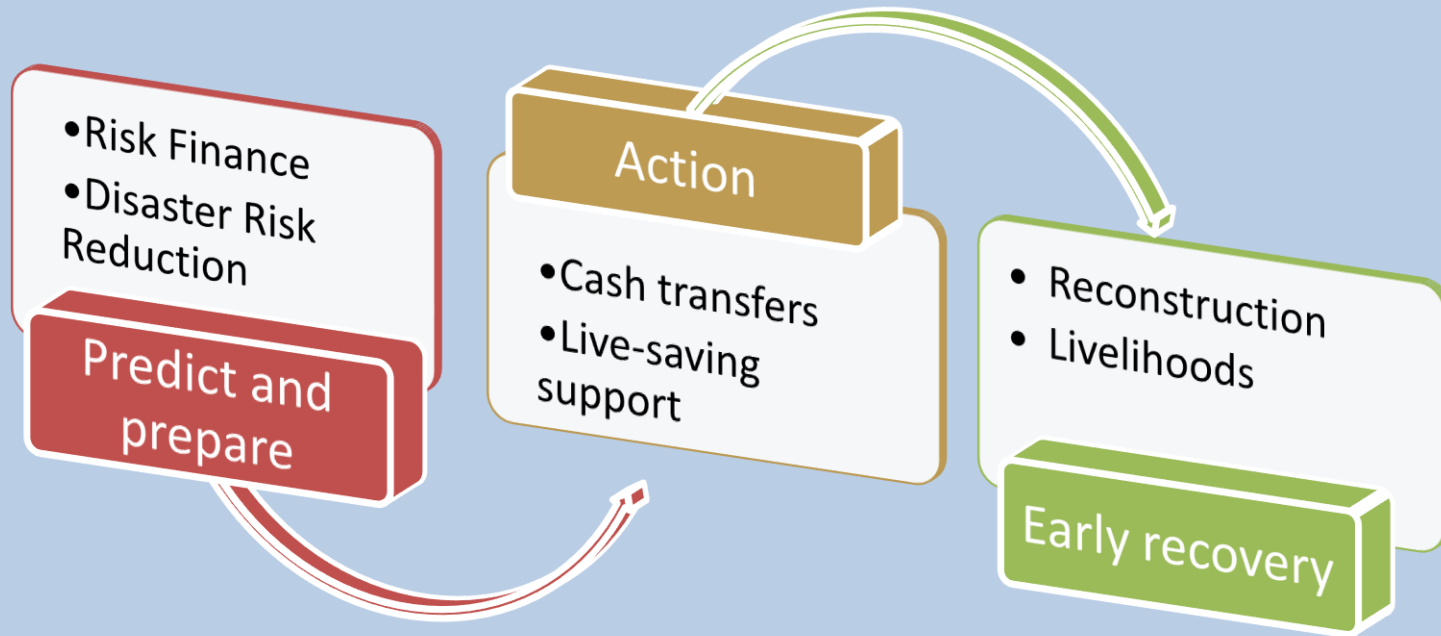 •Risk Finance
•Disaster Risk
Reduction
Predict and
prepare
Action
•Cash transfers
•Live-saving
support
• Reconstruction
• Livelihoods
Early recovery